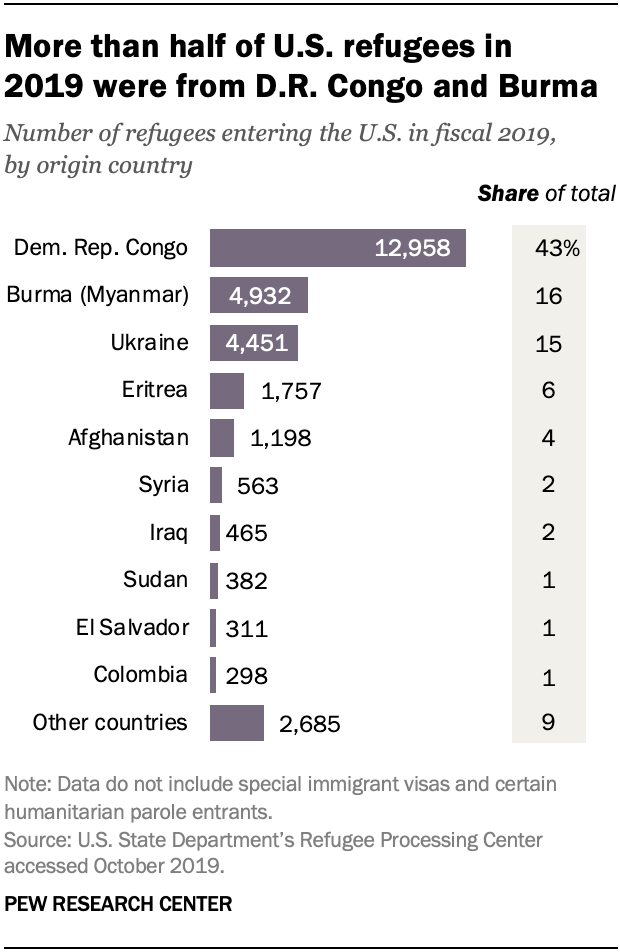 More than half of U.S. refugees in
2019 were from D.R. Congo and Burma
Number of refugees entering the U.S. in fiscal 2019,
by origin country
Share of total
Dem. Rep. Congo 12,958 43%
Burma (Myanmar) 4,932 16
Ukraine 4,451 15
Eritrea 1,757 6
Afghanistan 1,198 4
Syria 563 2
Iraq 465 2
Sudan 382 1
El Salvador 311 1
Colombia 298 1
Other countries 2,685 9
Note: Data do not include special immigrant visas and certain
humanitarian parole entrants.
Source: U.S. State Department’s Refugee Processing Center
accessed October 2019.
PEW RESEARCH CENTER